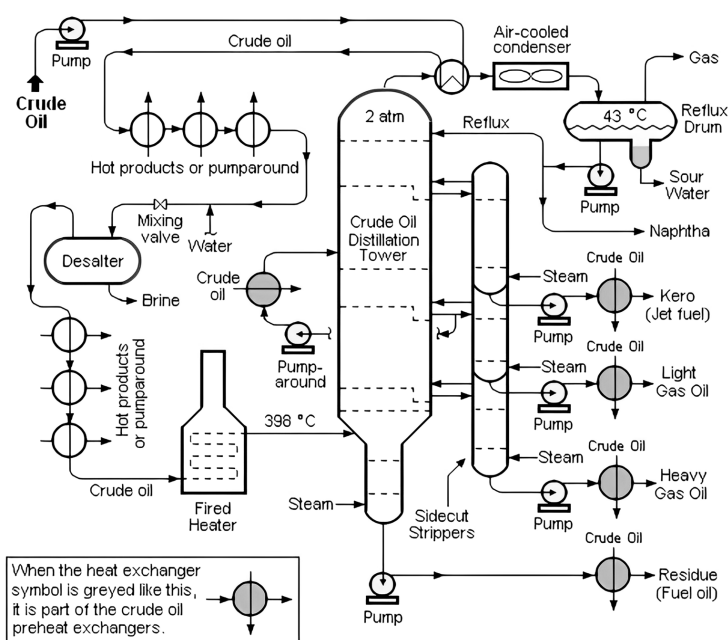 Pump
Crude
Oil
Crude oil
Air-cooled
condenser
Gas
2 atm
43 °C
Reflux
Drum
Reflux
Hot products or pumparound
Pump
Sour
Water
Mixing
valve
Water
Crude Oil
Distillation
Tower
Naphtha
Desalter
Brine
Crude
oil
Steam
Crude Oil
Kero
(Jet fuel)
Pump
Pump-
around
Hot products
or pumparound
Steam
Crude Oil
Light
Gas Oil
Pump
398 °C
Crude oil
Fired
Heater
Steam
Steam
Crude Oil
Heavy
Gas Oil
Pump
Sidecut
Strippers
Crude Oil
Residue
(Fuel oil)
Pump
When the heat exchanger
symbol is greyed like this,
it is part of the crude oil
preheat exchangers.